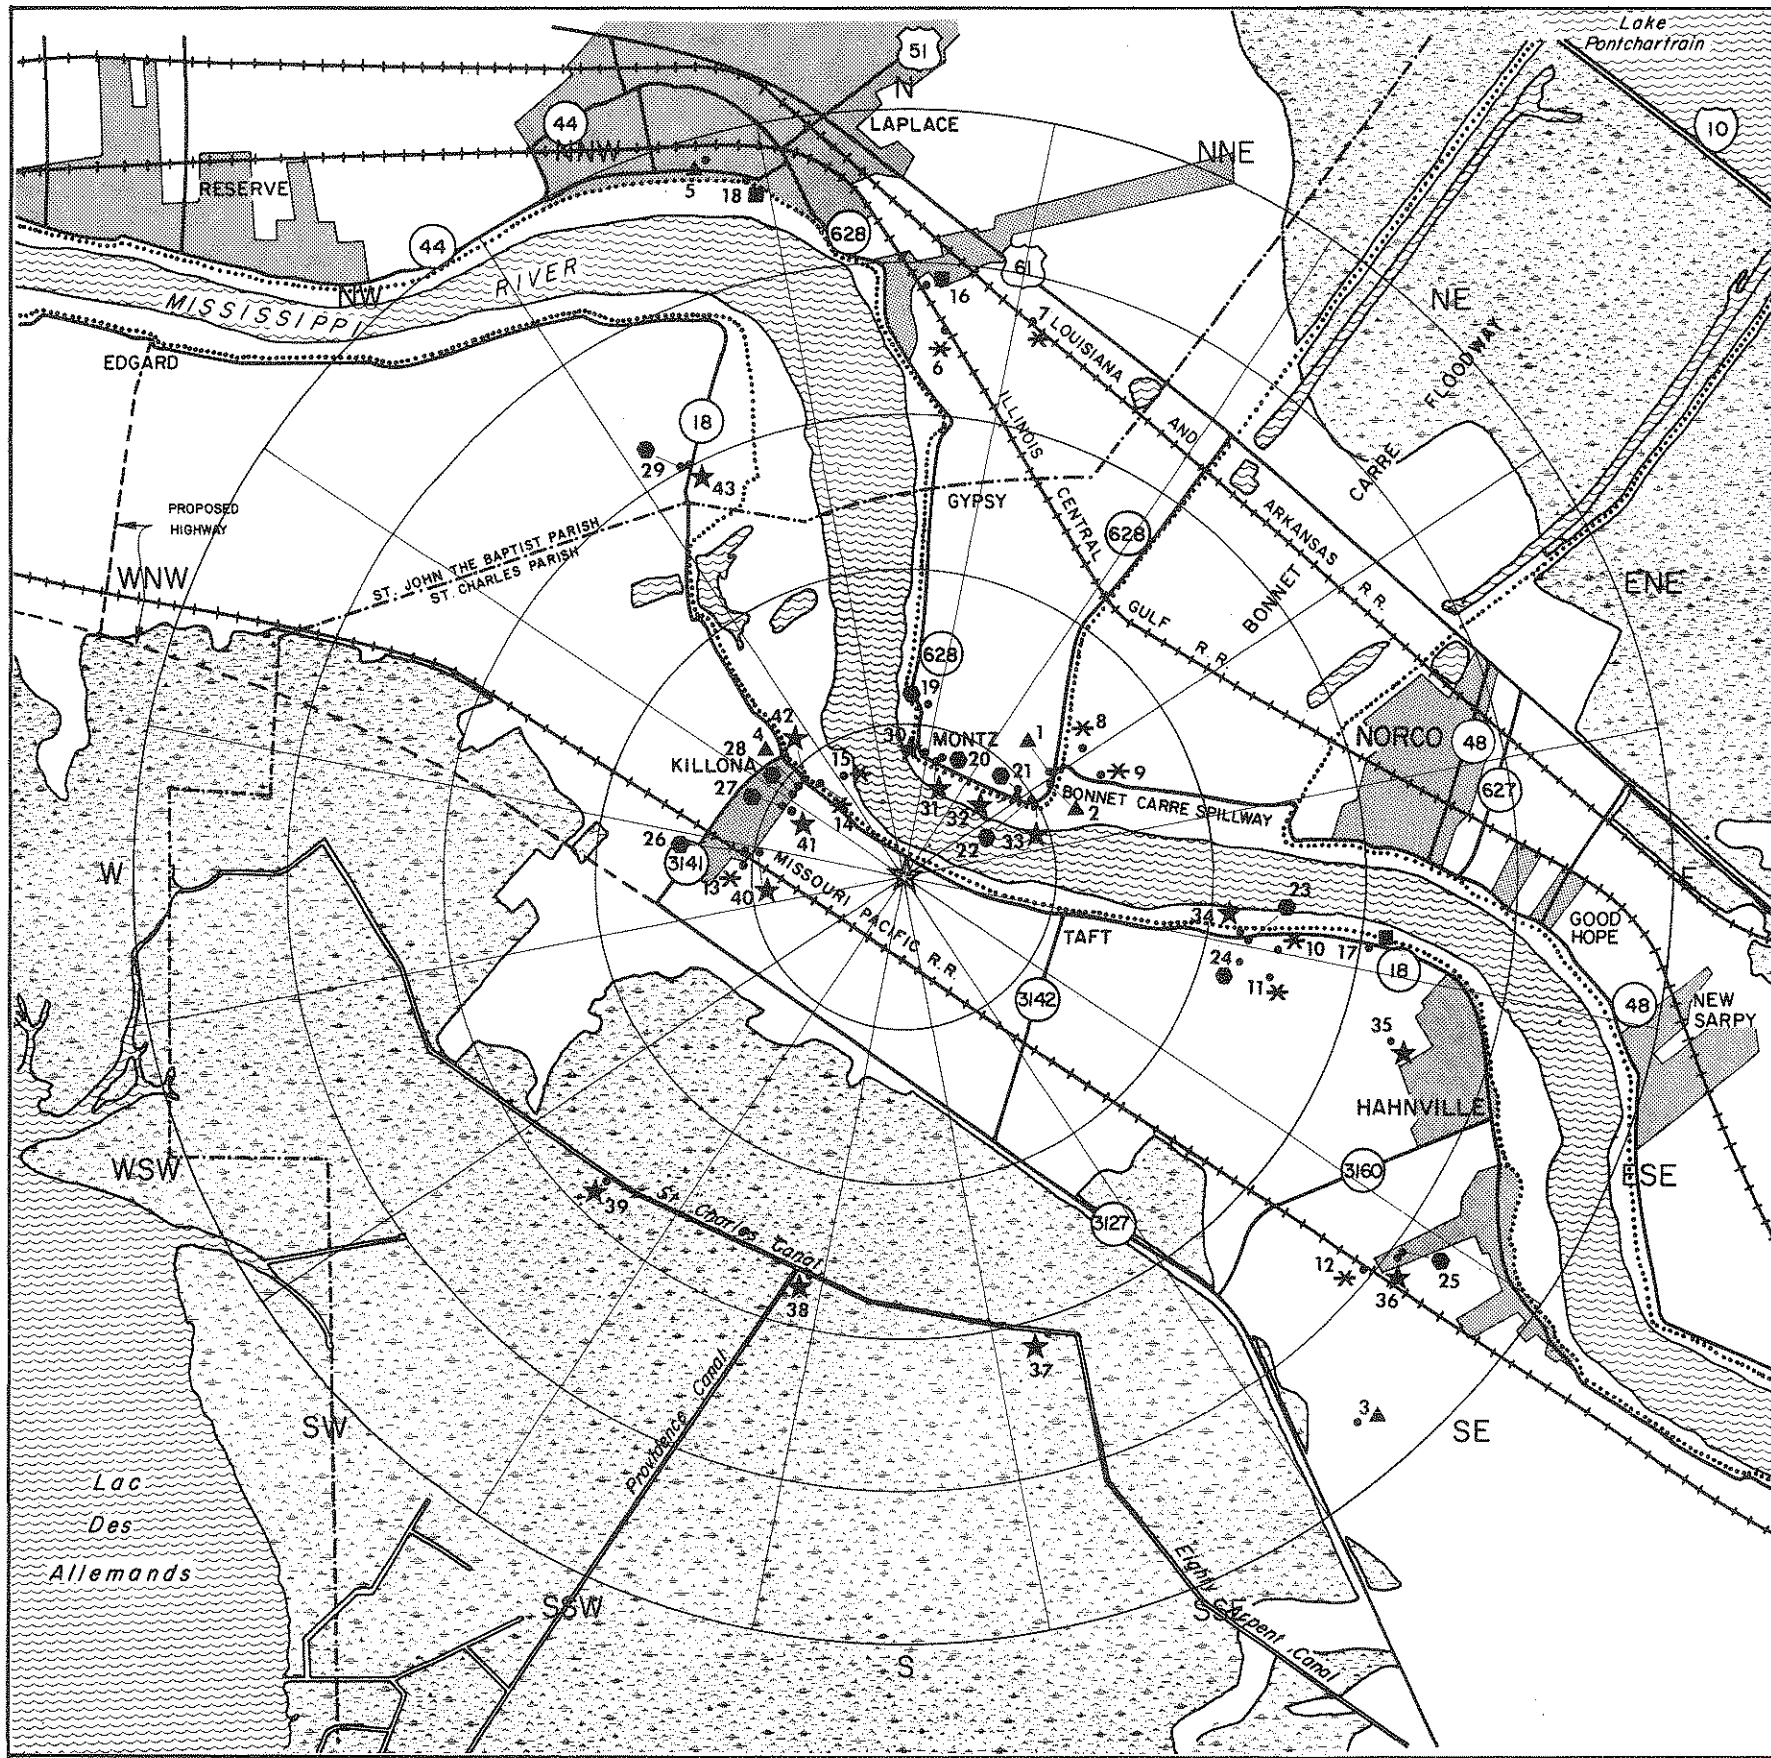 Lake
Pontchartrain
51
N
LAPLACE
44
NNW
NNE
10
RESERVE
5
18
44
628
NW
RIVER
MISSISSIPPI
61
16
NE
7
LOUISIANA
AND
ARKANSAS
R. R.
EDGARD
6
FLOODWAY
CARRE
BONNET
ILLINOIS
CENTRAL
GULF
R. R.
18
29
43
GYPSY
628
PROPOSED
HIGHWAY
ST. JOHN THE BAPTIST PARISH
ST. CHARLES PARISH
WNW
ENE
628
19
42
4
28
KILLONA
27
15
30
MONTZ
20
1
8
21
9
NORCO
48
627
BONNET CARRE SPILLWAY
31
32
2
33
22
14
41
26
3141
13
40
MISSOURI PACIFIC R.R.
W
E
23
34
TAFT
10
17
18
24
11
GOOD
HOPE
3142
48
NEW
SARPY
35
HAHNVILLE
WSW
3160
ESE
39
St. Charles Canal
3127
12
36
25
38
37
Providence Canal
3
SW
SE
Lac
Des
Allemands
SSW
S
Eighty Arpent Canal